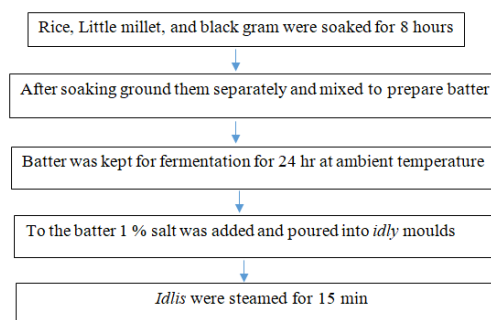 Rice, Little millet, and black gram were soaked for 8 hours
After soaking ground them separately and mixed to prepare batter
Batter was kept for fermentation for 24 hr at ambient temperature
To the batter 1 % salt was added and poured into idly moulds
Idlis were steamed for 15 min